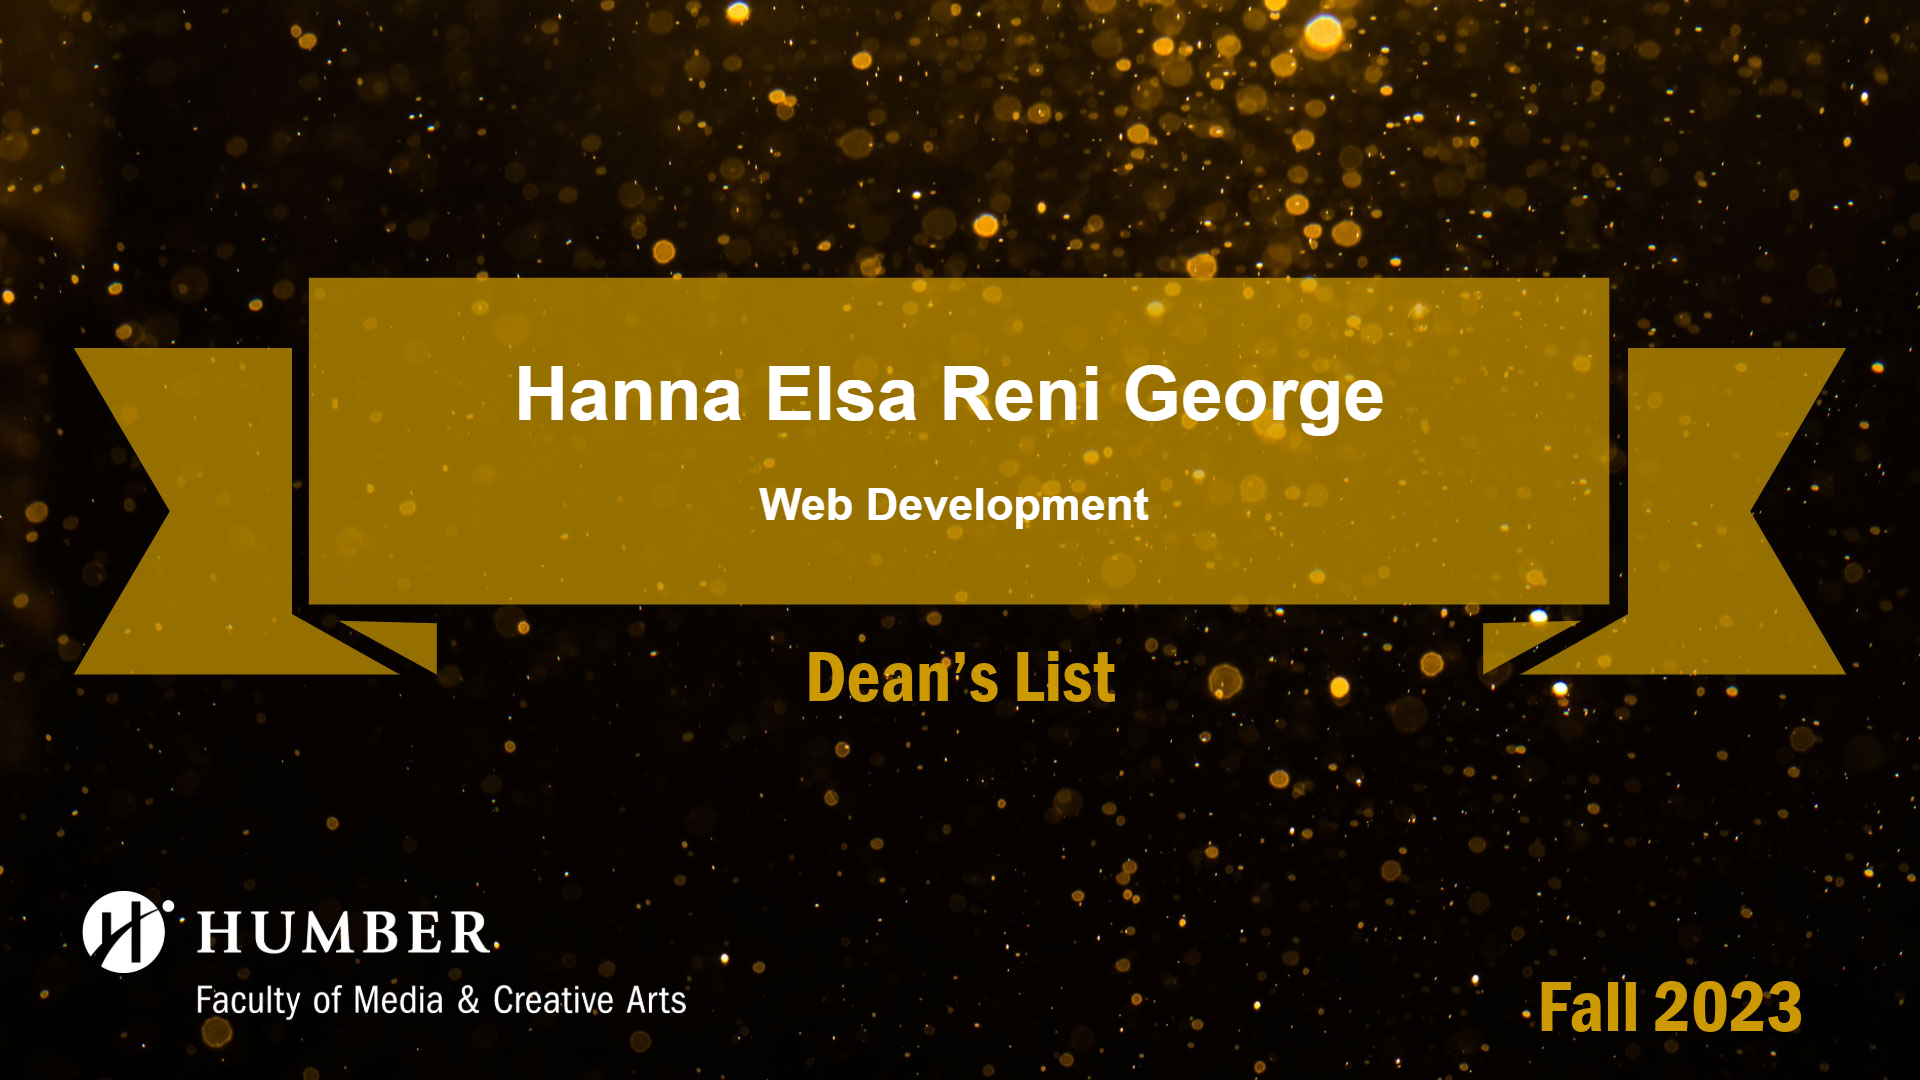 Hanna Elsa Reni George
Web Development
Dean’s List
HUMBER
Faculty of Media & Creative Arts
Fall 2023